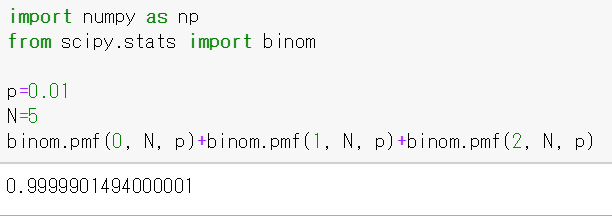 import numpy as np
from scipy.stats import binom
p=0.01
N=5
binom.pmf(0, N, p)+binom.pmf(1, N, p)+binom.pmf(2, N, p)
0.9999901494000001